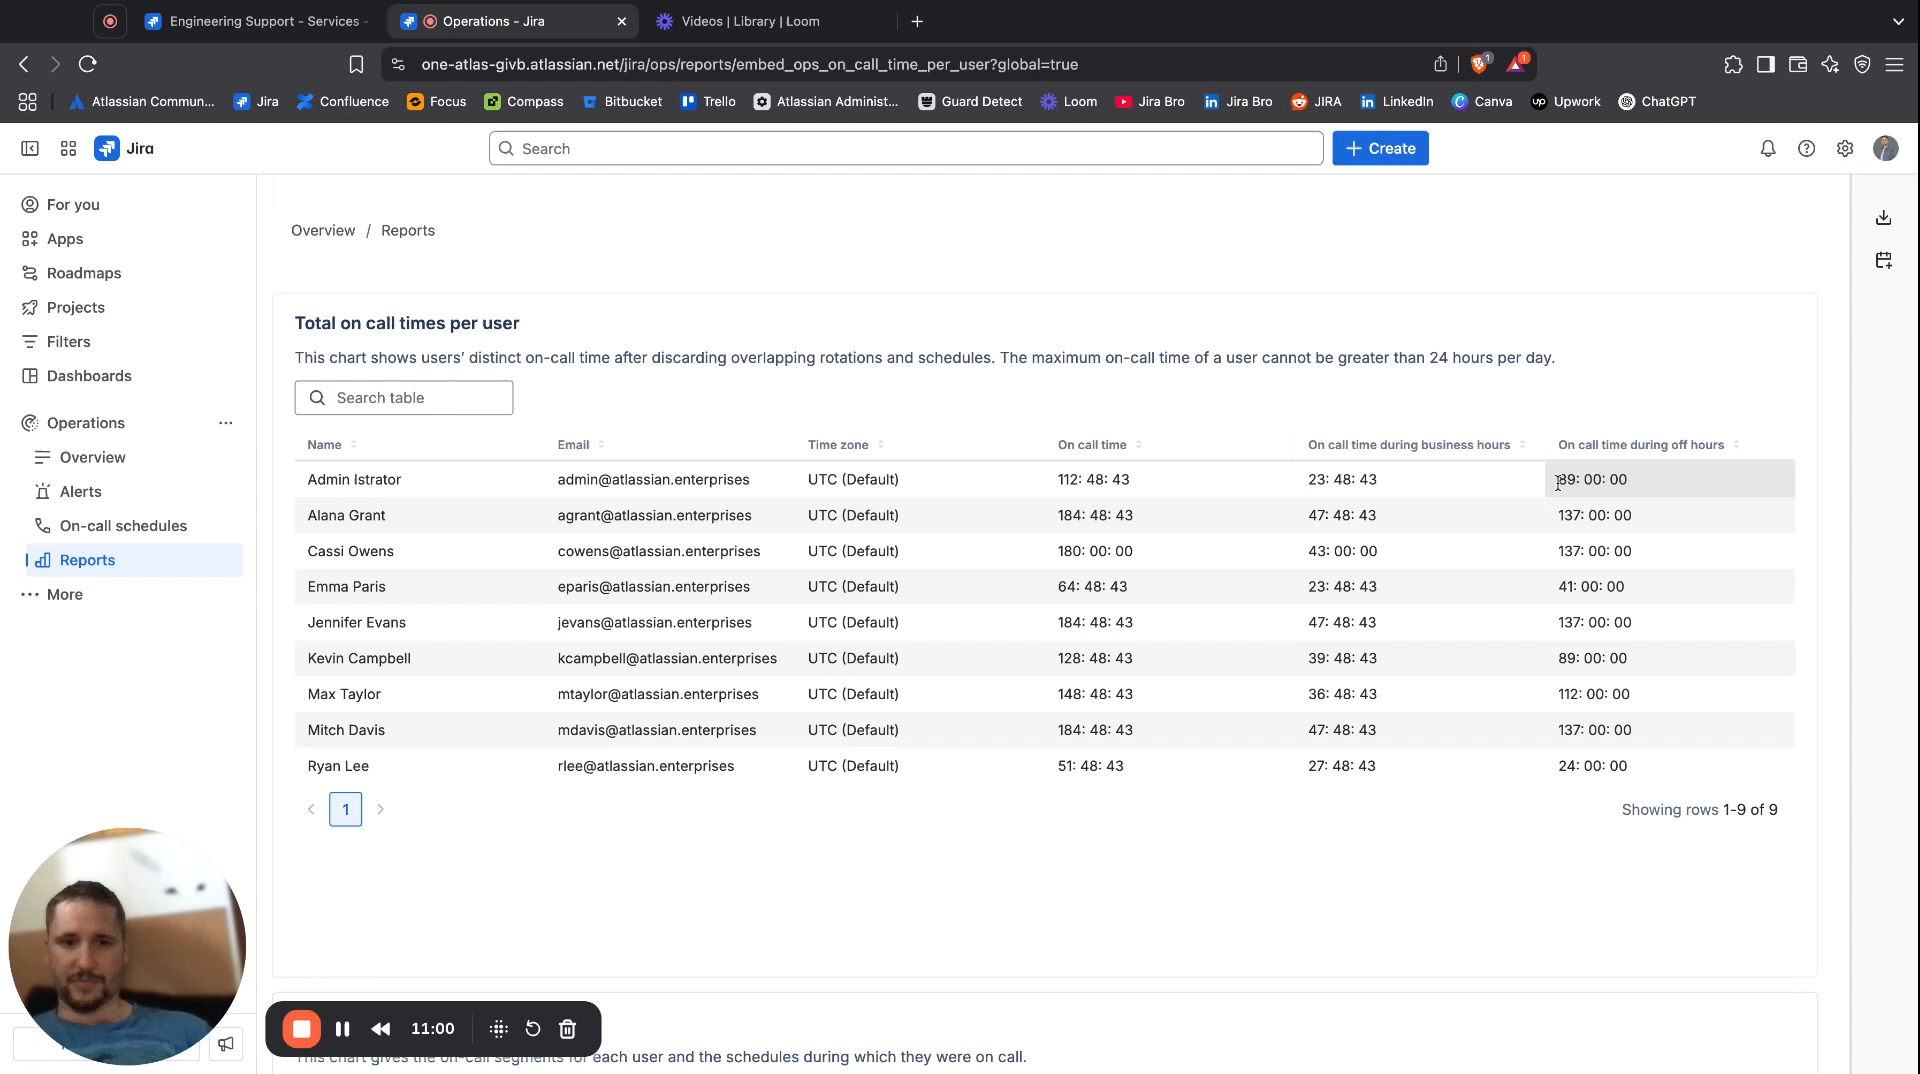 Engineering Support - Services -
Operations - Jira
Videos | Library | Loom
one-atlas-givb.atlassian.net/jira/ops/reports/embed_ops_on_call_time_per_user?global=true
1
1
Atlassian Commun...
Jira
Confluence
Focus
Compass
Bitbucket
Trello
Atlassian Administ...
Guard Detect
Loom
Jira Bro
Jira Bro
JIRA
LinkedIn
Canva
Upwork
ChatGPT
Jira
Search
Create
For you
Apps
Roadmaps
Projects
Filters
Dashboards
Operations
Overview
Alerts
On-call schedules
Reports
More
Overview / Reports
Total on call times per user
This chart shows users' distinct on-call time after discarding overlapping rotations and schedules. The maximum on-call time of a user cannot be greater than 24 hours per day.
Search table
Name Email Time zone On call time On call time during business hours On call time during off hours
Admin Istrator admin@atlassian.enterprises UTC (Default) 112: 48: 43 23: 48: 43 89: 00: 00
Alana Grant agrant@atlassian.enterprises UTC (Default) 184: 48: 43 47: 48: 43 137: 00: 00
Cassi Owens cowens@atlassian.enterprises UTC (Default) 180: 00: 00 43: 00: 00 137: 00: 00
Emma Paris eparis@atlassian.enterprises UTC (Default) 64: 48: 43 23: 48: 43 41: 00: 00
Jennifer Evans jevans@atlassian.enterprises UTC (Default) 184: 48: 43 47: 48: 43 137: 00: 00
Kevin Campbell kcampbell@atlassian.enterprises UTC (Default) 128: 48: 43 39: 48: 43 89: 00: 00
Max Taylor mtaylor@atlassian.enterprises UTC (Default) 148: 48: 43 36: 48: 43 112: 00: 00
Mitch Davis mdavis@atlassian.enterprises UTC (Default) 184: 48: 43 47: 48: 43 137: 00: 00
Ryan Lee rlee@atlassian.enterprises UTC (Default) 51: 48: 43 27: 48: 43 24: 00: 00
1
Showing rows 1-9 of 9
11:00
This chart gives the on-call segments for each user and the schedules during which they were on call.